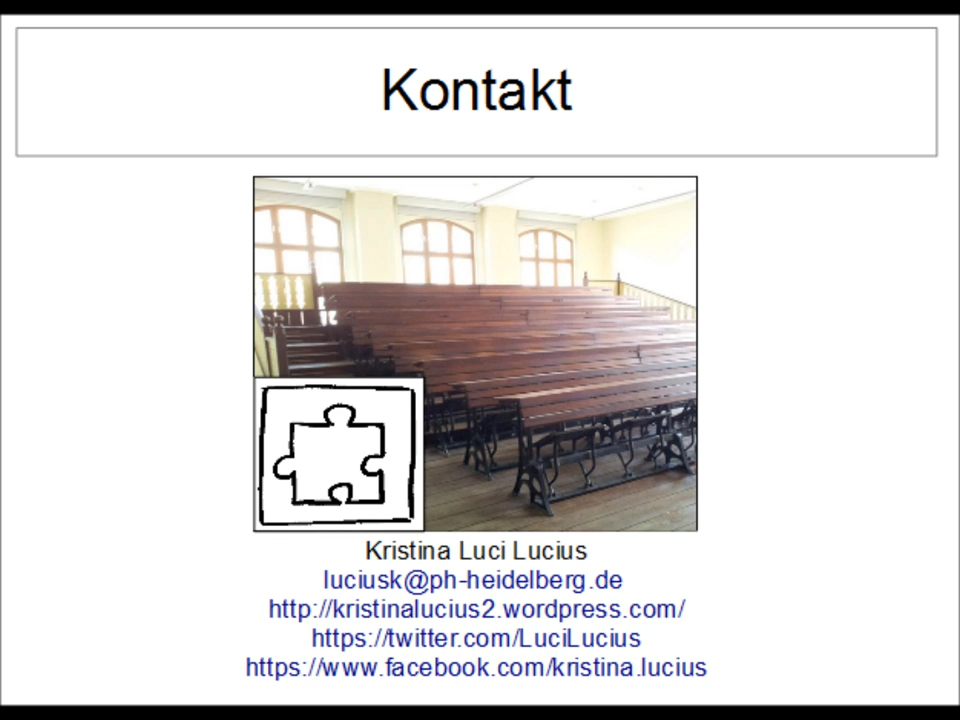 Kontakt
Kristina Luci Lucius
luciusk@ph-heidelberg.de
http://kristinalucius2.wordpress.com/
https://twitter.com/LuciLucius
https://www.facebook.com/kristina.lucius